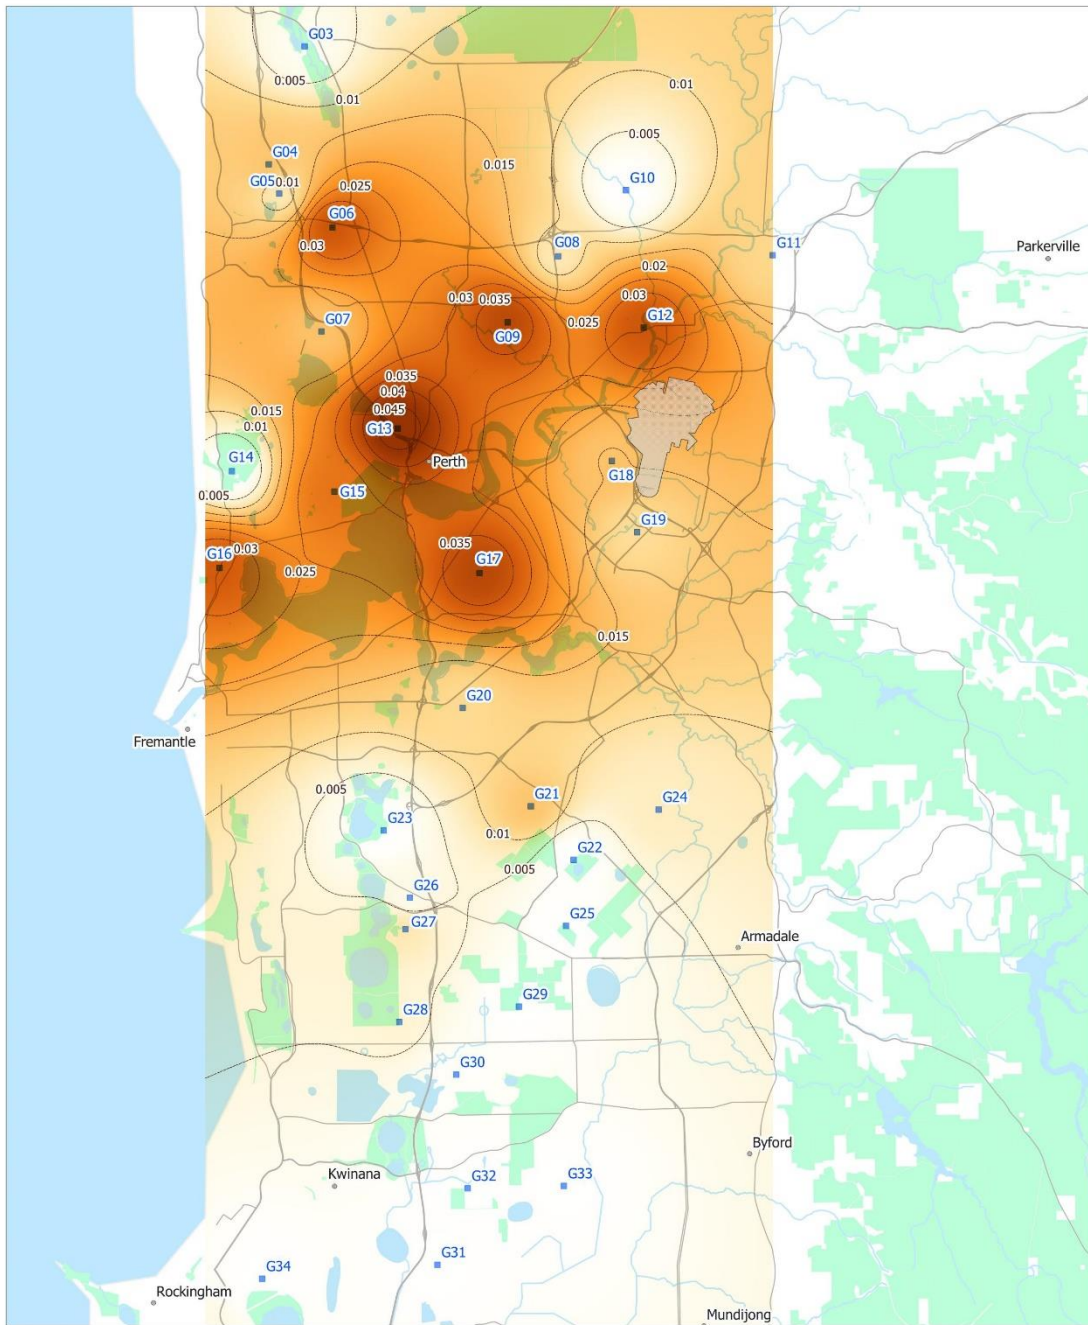 G03
0.005
0.01
0.01
0.005
G04
0.015
G05
0.01
0.025
G10
G06
0.03
G08
G11
Parkerville
0.02
0.03
0.03
0.035
G12
0.025
G07
G09
0.035
0.04
0.015
0.045
0.01
G13
Perth
G14
G18
G15
0.005
G19
0.035
0.03
G16
0.025
G17
0.015
G20
Fremantle
0.005
G21
G24
G23
0.01
G22
0.005
G26
G25
G27
Armadale
G29
G28
G30
Byford
Kwinana
G32
G33
G31
G34
Rockingham
Mundijong